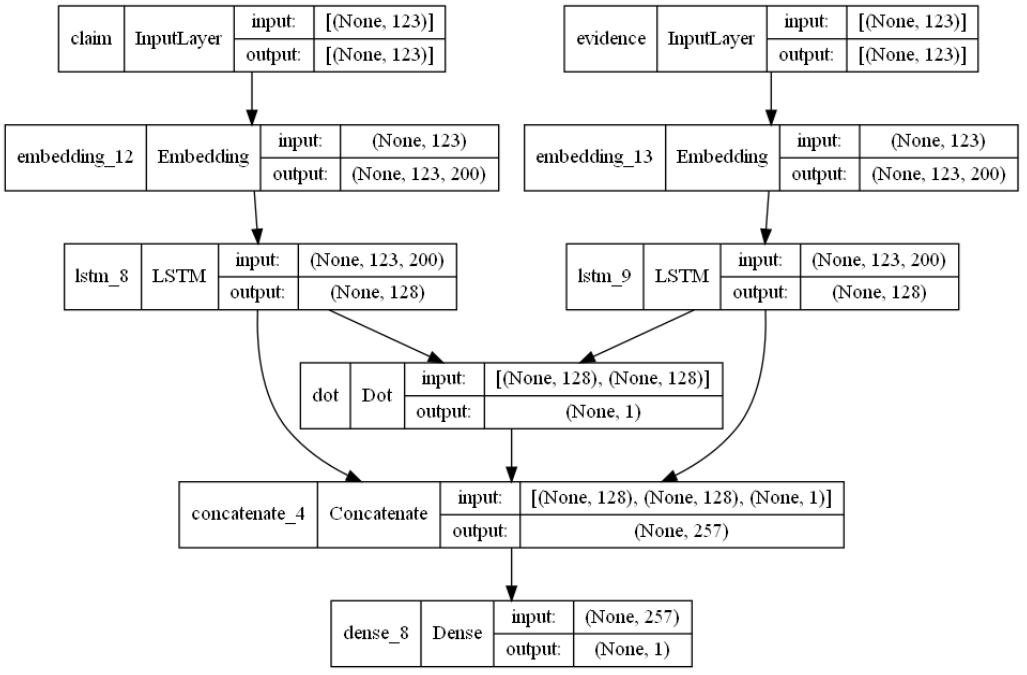 claim InputLayer input: [(None, 123)]
output: [(None, 123)]
evidence InputLayer input: [(None, 123)]
output: [(None, 123)]
embedding_12 Embedding input: (None, 123)
output: (None, 123, 200)
embedding_13 Embedding input: (None, 123)
output: (None, 123, 200)
lstm_8 LSTM input: (None, 123, 200)
output: (None, 128)
lstm_9 LSTM input: (None, 123, 200)
output: (None, 128)
dot Dot input: [(None, 128), (None, 128)]
output: (None, 1)
concatenate_4 Concatenate input: [(None, 128), (None, 128), (None, 1)]
output: (None, 257)
dense_8 Dense input: (None, 257)
output: (None, 1)